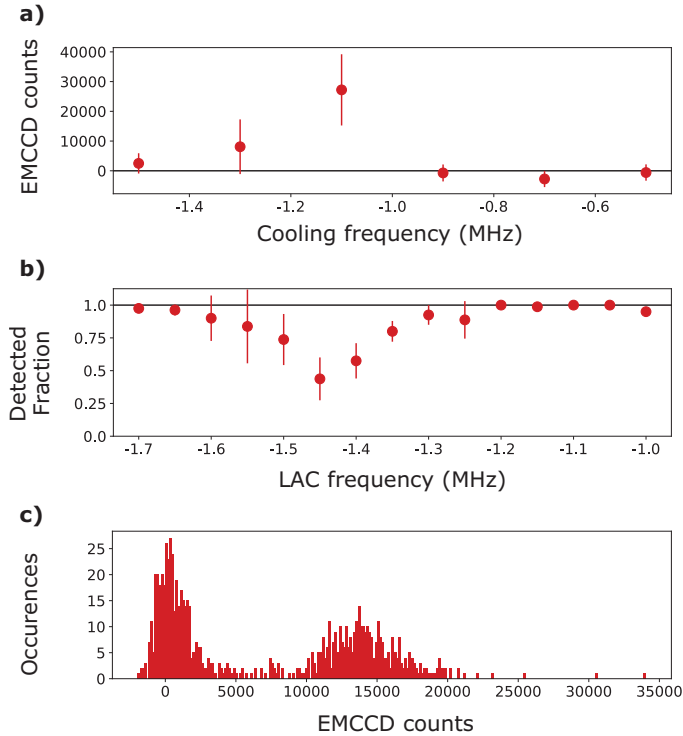 a)
EMCCD counts
40000
30000
20000
10000
0
-1.4 -1.2 -1.0 -0.8 -0.6
Cooling frequency (MHz)
b)
Detected
Fraction
1.0
0.75
0.5
0.25
0.0
-1.7 -1.6 -1.5 -1.4 -1.3 -1.2 -1.1 -1.0
LAC frequency (MHz)
c)
Occurences
25
20
15
10
5
0
0 5000 10000 15000 20000 25000 30000 35000
EMCCD counts